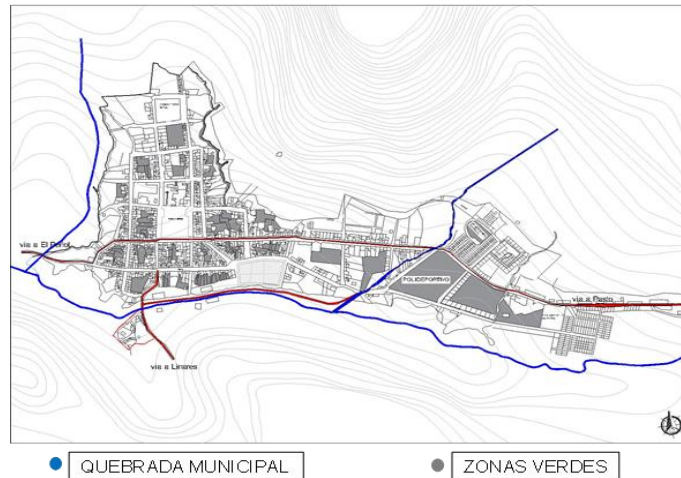 via a El Peñol
POLIDEPORTIVO
via a Pasto
via a Linares
QUEBRADA MUNICIPAL
ZONAS VERDES